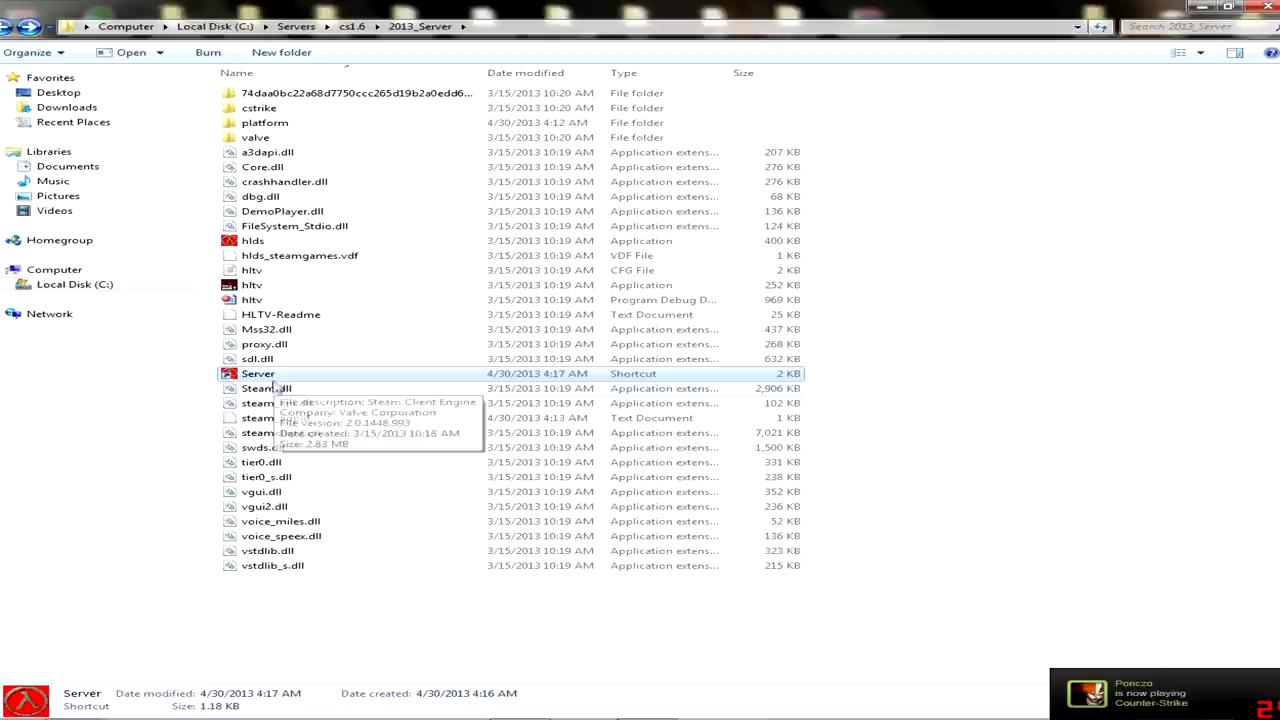 Computer Local Disk (C:) Servers cs1.6 2013_Server Search 2013_Server
Organize Open Burn New folder
Name Date modified Type Size
Favorites
Desktop
Downloads
Recent Places
Libraries
Documents
Music
Pictures
Videos
Homegroup
Computer
Local Disk (C:)
Network
74daa0bc22a68d7750ccc265d19b2a0edd6... 3/15/2013 10:20 AM File folder
cstrike 3/15/2013 10:20 AM File folder
platform 4/30/2013 4:12 AM File folder
valve 3/15/2013 10:20 AM File folder
a3dapi.dll 3/15/2013 10:19 AM Application extens... 207 KB
Core.dll 3/15/2013 10:19 AM Application extens... 276 KB
crashhandler.dll 3/15/2013 10:19 AM Application extens... 276 KB
dbg.dll 3/15/2013 10:19 AM Application extens... 68 KB
DemoPlayer.dll 3/15/2013 10:19 AM Application extens... 136 KB
FileSystem_Stdio.dll 3/15/2013 10:19 AM Application extens... 124 KB
hlds 3/15/2013 10:19 AM Application 400 KB
hlds_steamgames.vdf 3/15/2013 10:19 AM VDF File 1 KB
hltv 3/15/2013 10:19 AM CFG File 2 KB
hltv 3/15/2013 10:19 AM Application 252 KB
hltv 3/15/2013 10:19 AM Program Debug D... 969 KB
HLTV-Readme 3/15/2013 10:19 AM Text Document 25 KB
Mss32.dll 3/15/2013 10:19 AM Application extens... 437 KB
proxy.dll 3/15/2013 10:19 AM Application extens... 268 KB
sdl.dll 3/15/2013 10:19 AM Application extens... 632 KB
Server 4/30/2013 4:17 AM Shortcut 2 KB
Steam.dll 3/15/2013 10:19 AM Application extens... 2,906 KB
steam 3/15/2013 10:19 AM Application extens... 102 KB
steam 4/30/2013 4:13 AM Text Document 1 KB
steam 3/15/2013 10:19 AM Application extens... 7,021 KB
swds.d 3/15/2013 10:19 AM Application extens... 1,500 KB
tier0.dll 3/15/2013 10:19 AM Application extens... 331 KB
tier0_s.dll 3/15/2013 10:19 AM Application extens... 238 KB
vgui.dll 3/15/2013 10:19 AM Application extens... 352 KB
vgui2.dll 3/15/2013 10:19 AM Application extens... 236 KB
voice_miles.dll 3/15/2013 10:19 AM Application extens... 52 KB
voice_speex.dll 3/15/2013 10:19 AM Application extens... 136 KB
vstdlib.dll 3/15/2013 10:19 AM Application extens... 323 KB
vstdlib_s.dll 3/15/2013 10:19 AM Application extens... 215 KB
File description: Steam Client Engine
Company: Valve Corporation
File version: 2.0.1448.993
Date created: 3/15/2013 10:18 AM
Size: 2.83 MB
Server Date modified: 4/30/2013 4:17 AM Date created: 4/30/2013 4:16 AM
Shortcut Size: 1.18 KB
Ponczo
is now playing
Counter-Strike